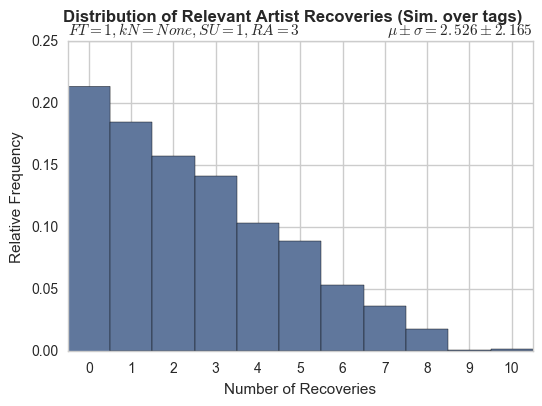 Distribution of Relevant Artist Recoveries (Sim. over tags)
FT = 1, kN = None, SU = 1, RA = 3 μ ± σ = 2.526 ± 2.165
0.25
0.20
0.15
0.10
0.05
0.00
Relative Frequency
0 1 2 3 4 5 6 7 8 9 10
Number of Recoveries